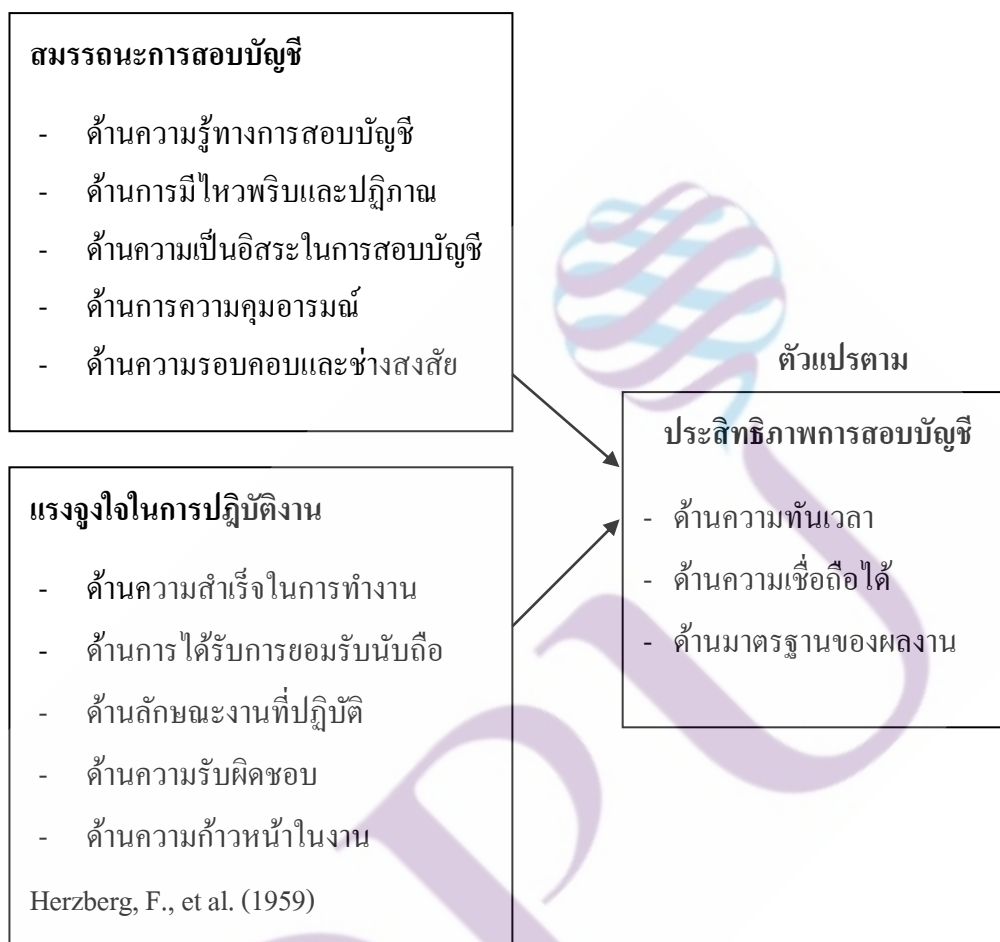 สมรรถนะการสอบบัญชี
- ด้านความรู้ทางการสอบบัญชี
- ด้านการมีไหวพริบและปฏิภาณ
- ด้านความเป็นอิสระในการสอบบัญชี
- ด้านการความคุมอารมณ์
- ด้านความรอบคอบและช่างสงสัย
แรงจูงใจในการปฎิบัติงาน
- ด้านความสำเร็จในการทำงาน
- ด้านการได้รับการยอมรับนับถือ
- ด้านลักษณะงานที่ปฏิบัติ
- ด้านความรับผิดชอบ
- ด้านความก้าวหน้าในงาน
Herzberg, F., et al. (1959)
ตัวแปรตาม
ประสิทธิภาพการสอบบัญชี
- ด้านความทันเวลา
- ด้านความเชื่อถือได้
- ด้านมาตรฐานของผลงาน
DPU